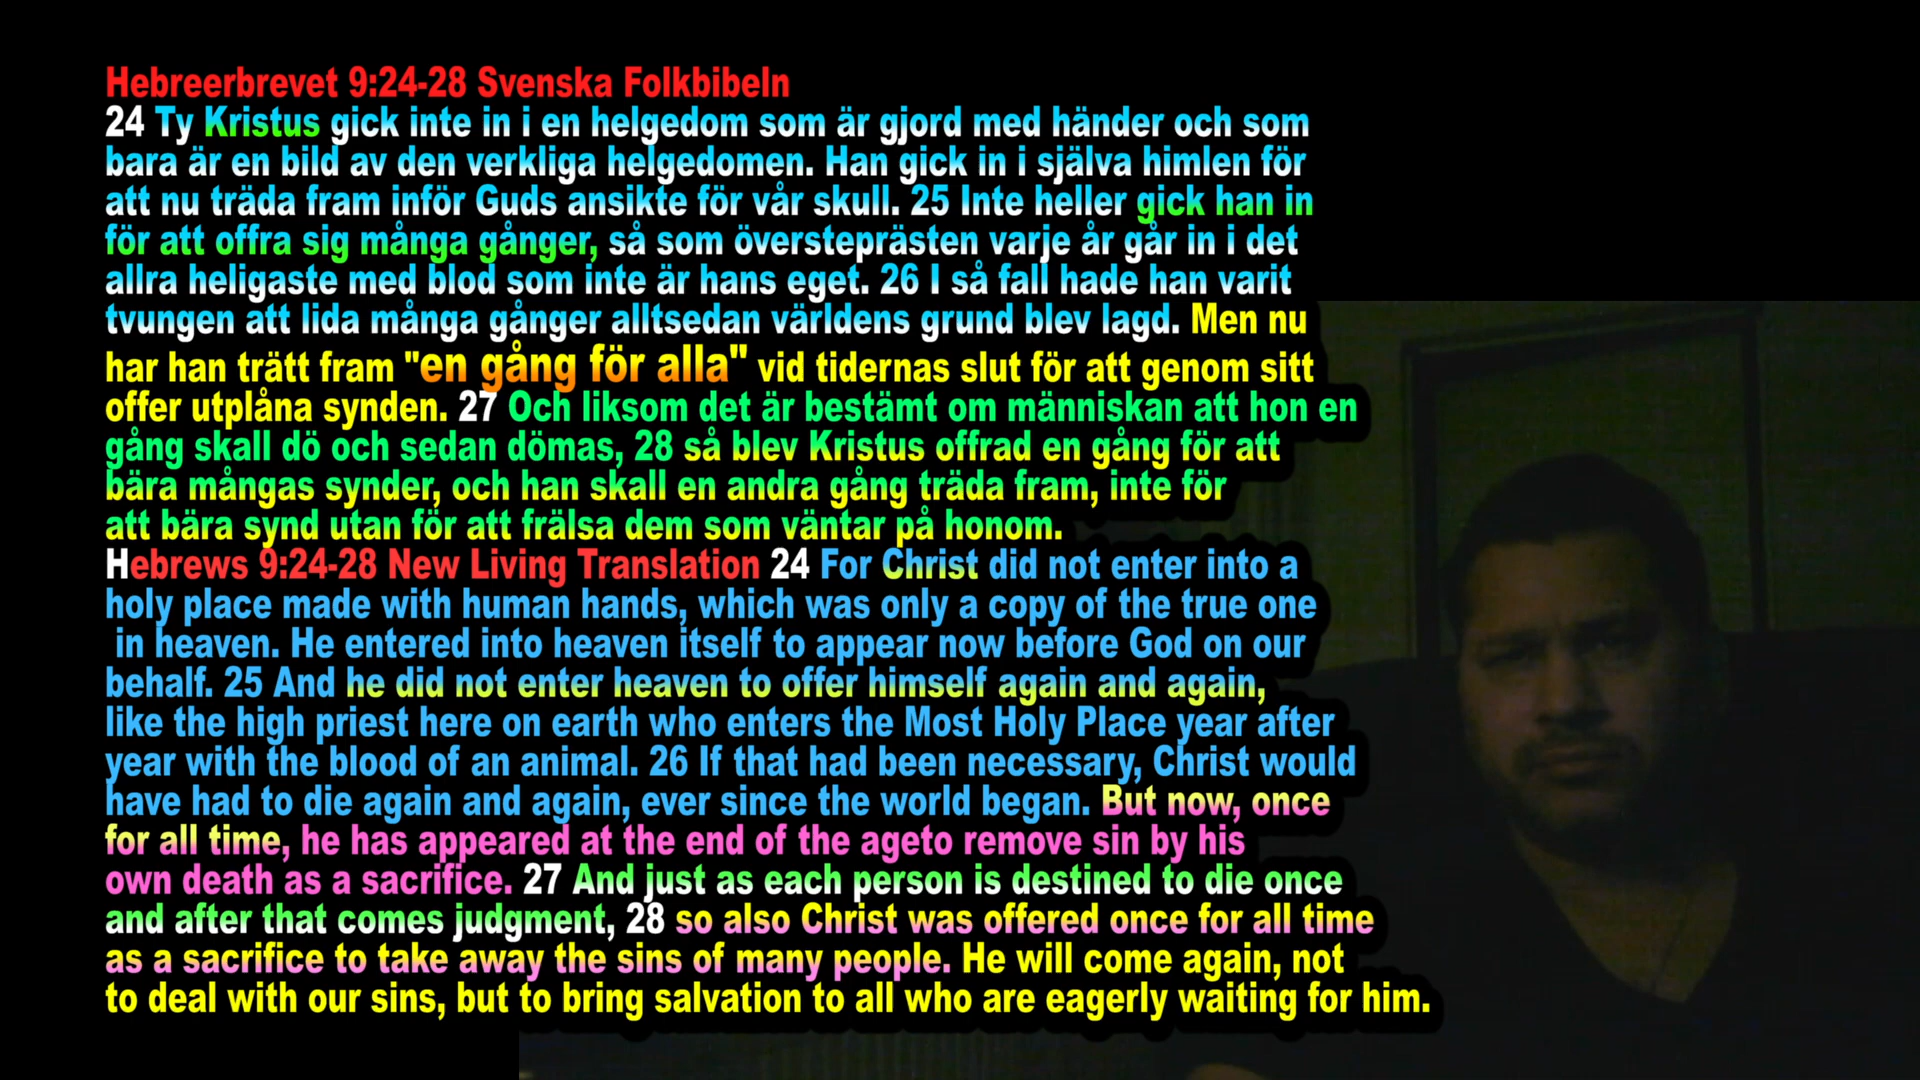 Hebreerbrevet 9:24-28 Svenska Folkbibeln
24 Ty Kristus gick inte in i en helgedom som är gjord med händer och som
bara är en bild av den verkliga helgedomen. Han gick in i själva himlen för
att nu träda fram inför Guds ansikte för vår skull. 25 Inte heller gick han in
för att offra sig många gånger, så som översteprästen varje år går in i det
allra heligaste med blod som inte är hans eget. 26 I så fall hade han varit
tvungen att lida många gånger alltsedan världens grund blev lagd. Men nu
har han trätt fram "en gång för alla" vid tidernas slut för att genom sitt
offer utplåna synden. 27 Och liksom det är bestämt om människan att hon en
gång skall dö och sedan dömas, 28 så blev Kristus offrad en gång för att
bära mångas synder, och han skall en andra gång träda fram, inte för
att bära synd utan för att frälsa dem som väntar på honom.
Hebrews 9:24-28 New Living Translation 24 For Christ did not enter into a
holy place made with human hands, which was only a copy of the true one
in heaven. He entered into heaven itself to appear now before God on our
behalf. 25 And he did not enter heaven to offer himself again and again,
like the high priest here on earth who enters the Most Holy Place year after
year with the blood of an animal. 26 If that had been necessary, Christ would
have had to die again and again, ever since the world began. But now, once
for all time, he has appeared at the end of the ageto remove sin by his
own death as a sacrifice. 27 And just as each person is destined to die once
and after that comes judgment, 28 so also Christ was offered once for all time
as a sacrifice to take away the sins of many people. He will come again, not
to deal with our sins, but to bring salvation to all who are eagerly waiting for him.